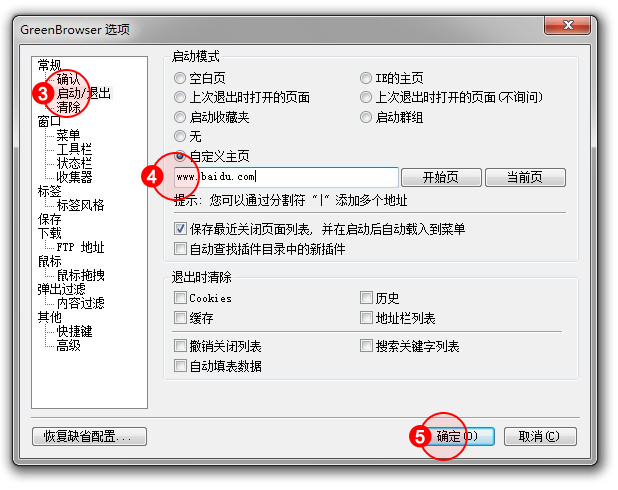 GreenBrowser 选项
常规
确认
3
启动/退出
清除
窗口
菜单
工具栏
状态栏
收集器
标签
标签风格
保存
下载
FTP 地址
鼠标
鼠标拖拽
弹出过滤
内容过滤
其他
快捷键
高级
启动模式
空白页
IE的主页
上次退出时打开的页面
上次退出时打开的页面(不询问)
启动收藏夹
启动群组
无
自定义主页
4
www.baidu.com
开始页
当前页
提示: 您可以通过分割符 “|”添加多个地址
保存最近关闭页面列表, 并在启动后自动载入到菜单
自动查找插件目录中的新插件
退出时清除
Cookies
历史
缓存
地址栏列表
撤销关闭列表
搜索关键字列表
自动填表数据
恢复缺省配置...
5
确定(O)
取消(C)